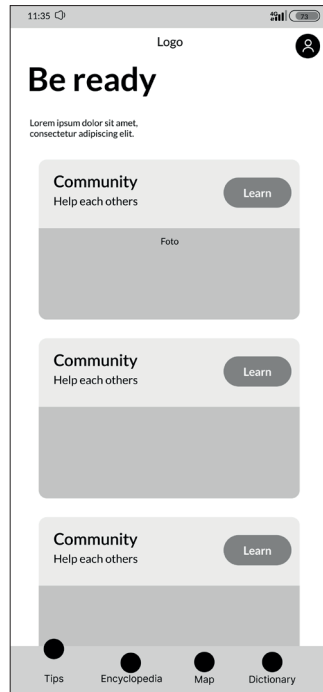 11:35
4G
73
Logo
Be ready
Lorem ipsum dolor sit amet,
consectetur adipiscing elit.
Community
Help each others
Learn
Foto
Community
Help each others
Learn
Community
Help each others
Learn
Tips
Encyclopedia
Map
Dictionary